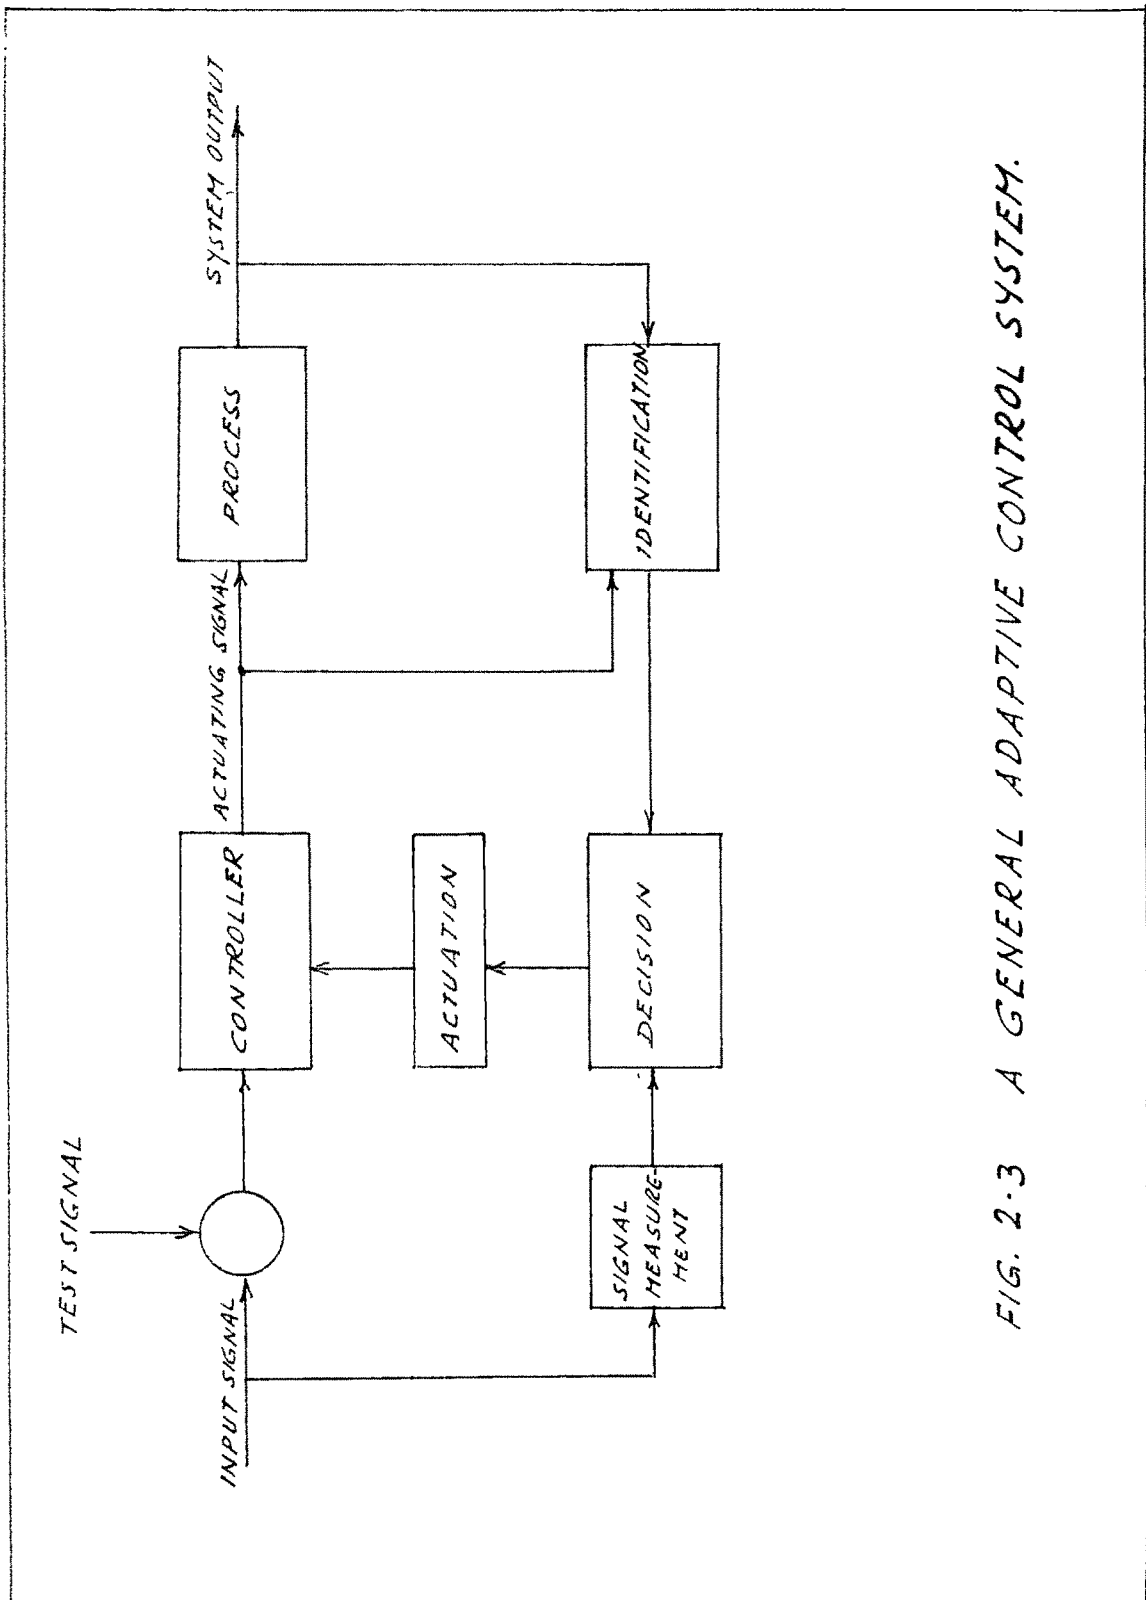 TEST SIGNAL
INPUT SIGNAL
CONTROLLER
ACTUATING SIGNAL
PROCESS
SYSTEM OUTPUT
ACTUATION
SIGNAL
MEASURE-
MENT
DECISION
IDENTIFICATION
FIG. 2-3 A GENERAL ADAPTIVE CONTROL SYSTEM.